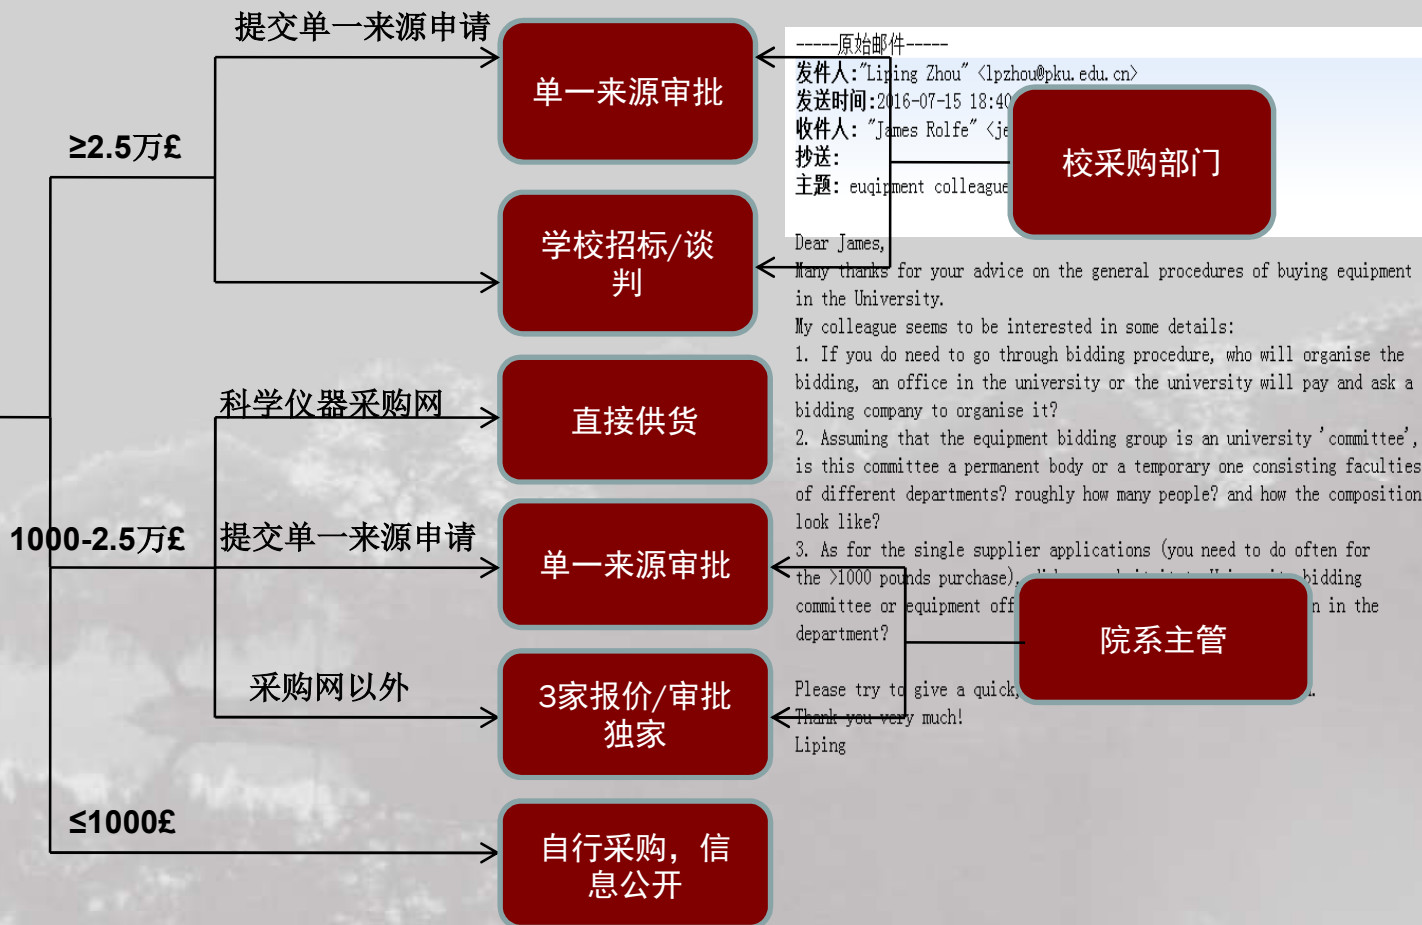 提交单一来源申请
单一来源审批
≥2.5万£
学校招标/谈
判
科学仪器采购网
直接供货
1000-2.5万£
提交单一来源申请
单一来源审批
采购网以外
3家报价/审批
独家
≤1000£
自行采购，信
息公开
校采购部门
院系主管
-----原始邮件-----
发件人:"Liping Zhou" <lpzhou@pku.edu.cn>
发送时间:2016-07-15 18:40
收件人: "James Rolfe"
抄送:
主题: euqipment colleague
Dear James,
Many thanks for your advice on the general procedures of buying equipment
in the University.
My colleague seems to be interested in some details:
1. If you do need to go through bidding procedure, who will organise the
bidding, an office in the university or the university will pay and ask a
bidding company to organise it?
2. Assuming that the equipment bidding group is an university 'committee',
is this committee a permanent body or a temporary one consisting faculties
of different departments? roughly how many people? and how the composition
look like?
3. As for the single supplier applications (you need to do often for
the >1000 pounds purchase), bidding
committee or equipment in the
department?
Please try to give a quick
Thank you very much!
Liping